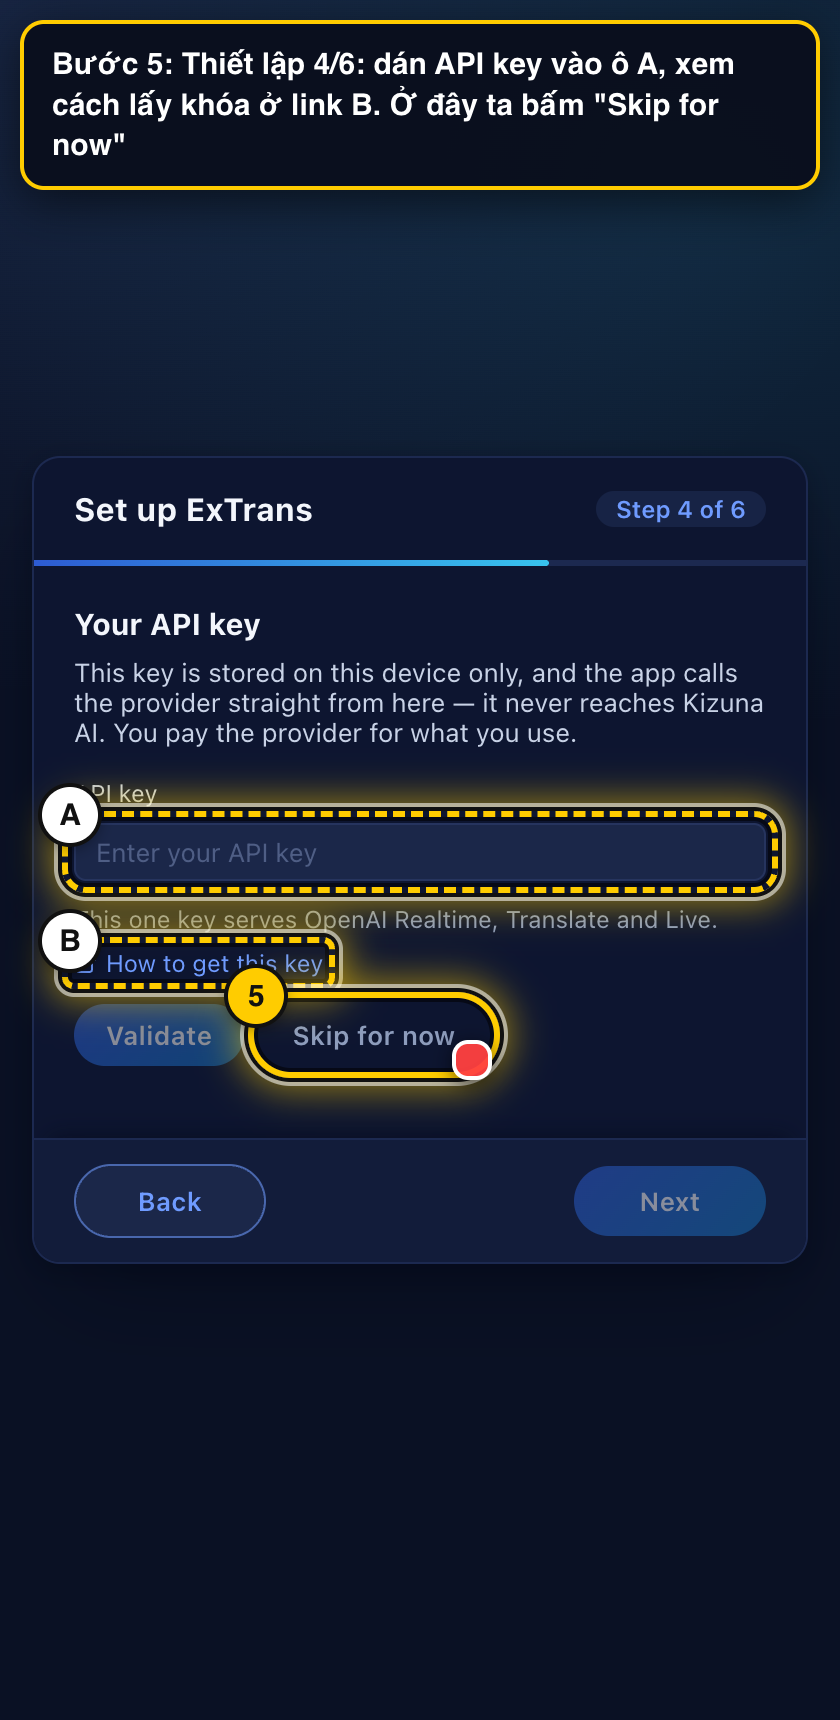 Bước 5: Thiết lập 4/6: dán API key vào ô A, xem
cách lấy khóa ở link B. Ở đây ta bấm "Skip for
now"
Set up ExTrans
Step 4 of 6
Your API key
This key is stored on this device only, and the app calls
the provider straight from here — it never reaches Kizuna
AI. You pay the provider for what you use.
API key
A
Enter your API key
This one key serves OpenAI Realtime, Translate and Live.
B
How to get this key
5
Validate
Skip for now
Back
Next